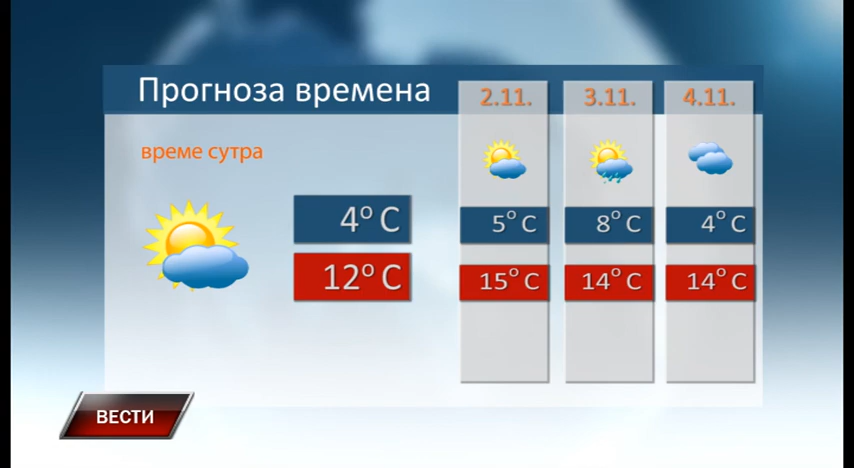 Прогноза времена
време сутра
4° C
12° C
2.11. 3.11. 4.11.
5° C 8° C 4° C
15° C 14° C 14° C
ВЕСТИ